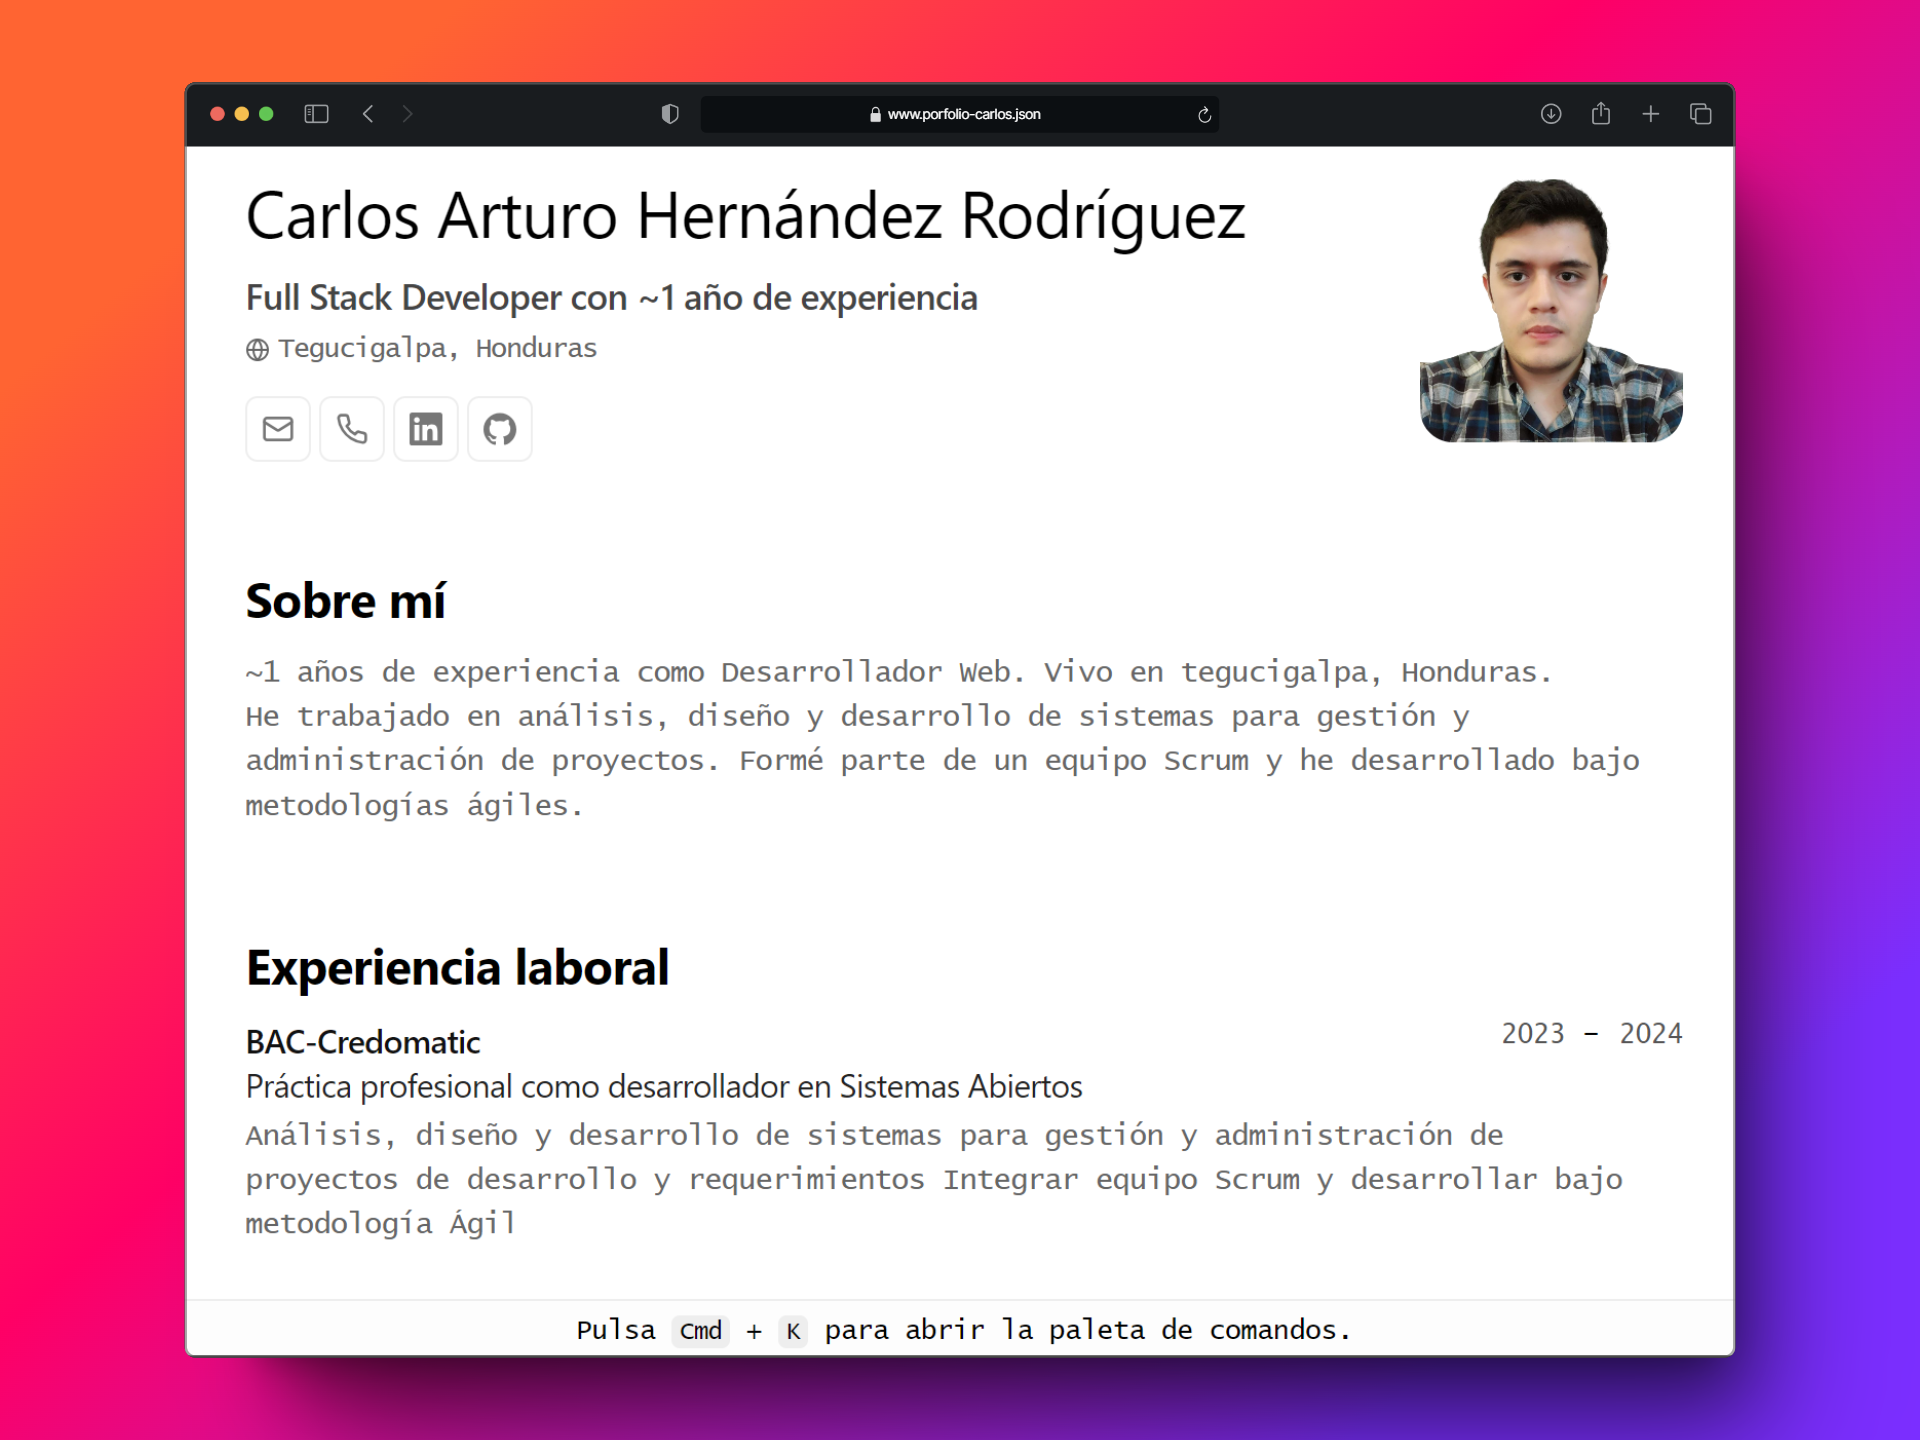 www.porfolio-carlos.json
Carlos Arturo Hernández Rodríguez
Full Stack Developer con ~1 año de experiencia
Tegucigalpa, Honduras
in
Sobre mí
~1 años de experiencia como Desarrollador Web. Vivo en tegucigalpa, Honduras.
He trabajado en análisis, diseño y desarrollo de sistemas para gestión y
administración de proyectos. Formé parte de un equipo Scrum y he desarrollado bajo
metodologías ágiles.
Experiencia laboral
BAC-Credomatic
2023 - 2024
Práctica profesional como desarrollador en Sistemas Abiertos
Análisis, diseño y desarrollo de sistemas para gestión y administración de
proyectos de desarrollo y requerimientos Integrar equipo Scrum y desarrollar bajo
metodología Ágil
Pulsa Cmd + K para abrir la paleta de comandos.